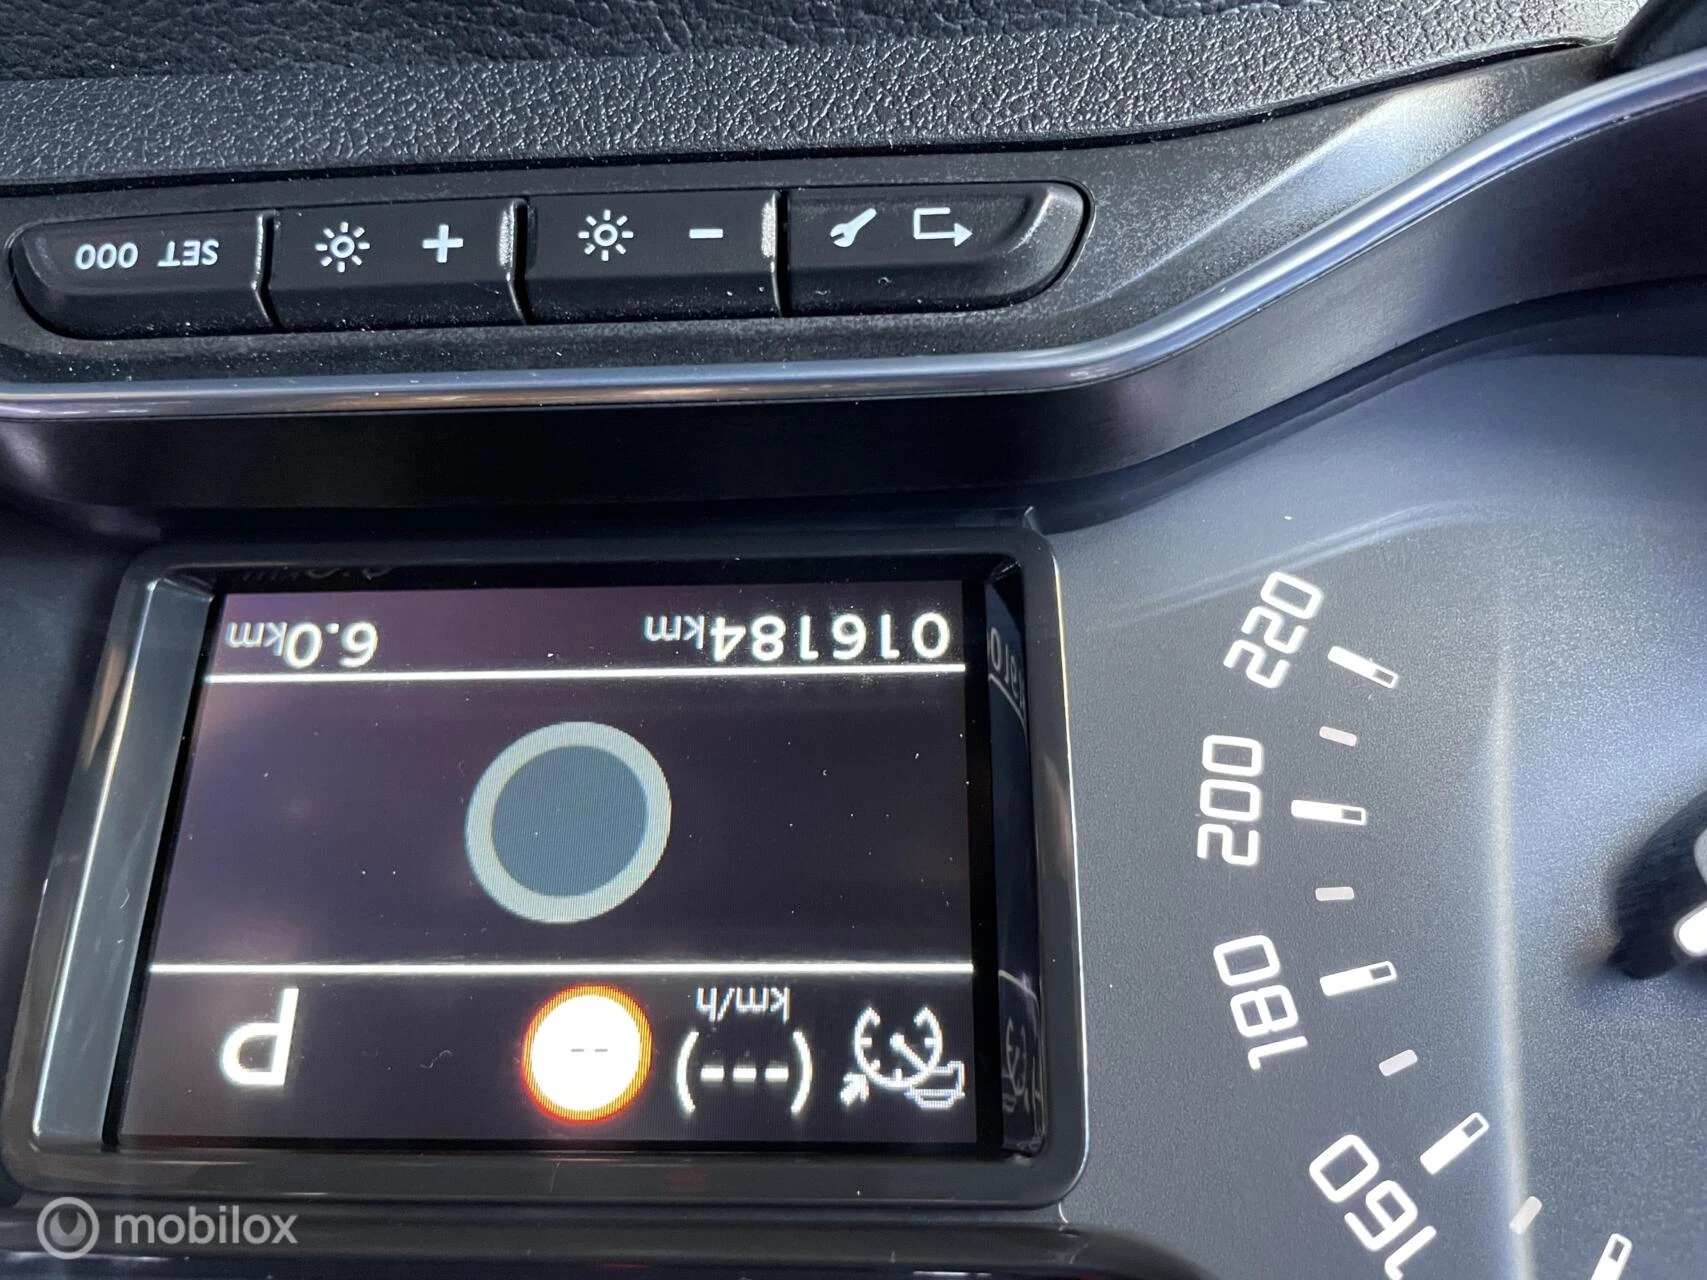 160
180
200
220
km/h
(---) -- P
016184km 6.0km
- + SET 000
mobilox